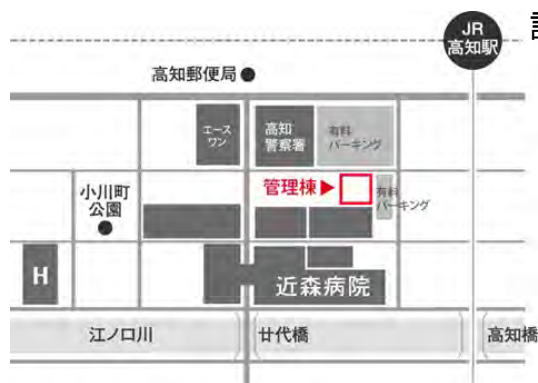 JR
高知駅
高知郵便局
エース
ワン
高知
警察署
有料
パーキング
管理棟▶
有料
パーキング
小川町
公園
H
近森病院
江ノ口川
廿代橋
高知橋